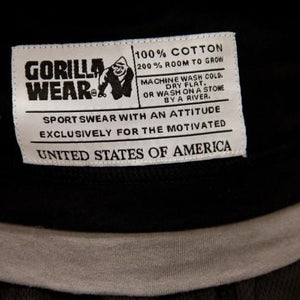 GORILLA
WEAR®
100% COTTON
200% ROOM TO GROW
MACHINE WASH COLD.
DRY FLAT.
OR WASH ON A STONE
BY A RIVER.
SPORTSWEAR WITH AN ATTITUDE
EXCLUSIVELY FOR THE MOTIVATED
UNITED STATES OF AMERICA